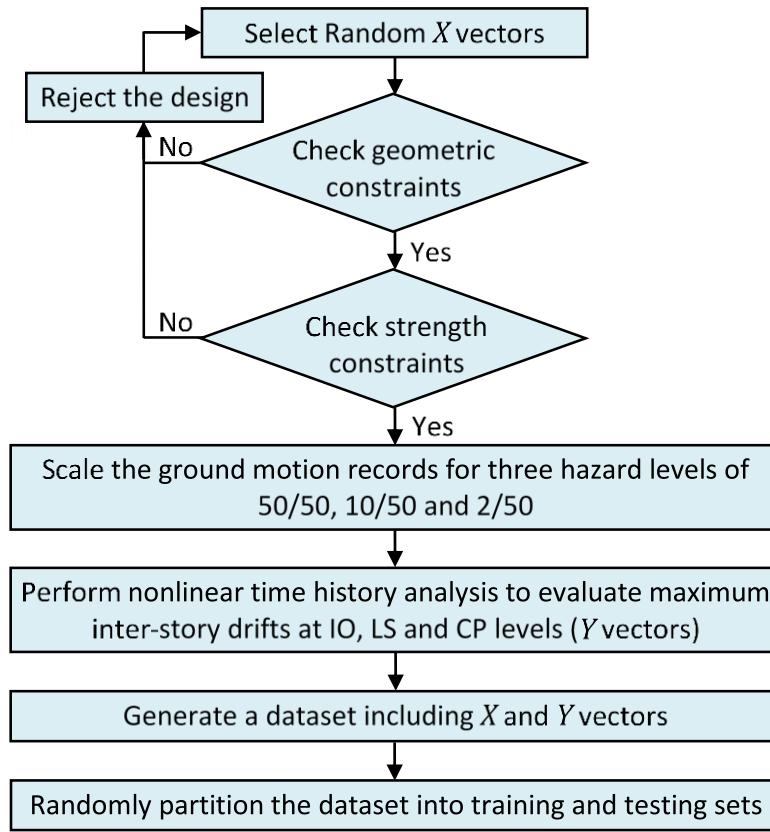 Select Random X vectors
Reject the design
No
Check geometric
constraints
Yes
No
Check strength
constraints
Yes
Scale the ground motion records for three hazard levels of
50/50, 10/50 and 2/50
Perform nonlinear time history analysis to evaluate maximum
inter-story drifts at IO, LS and CP levels (Y vectors)
Generate a dataset including X and Y vectors
Randomly partition the dataset into training and testing sets